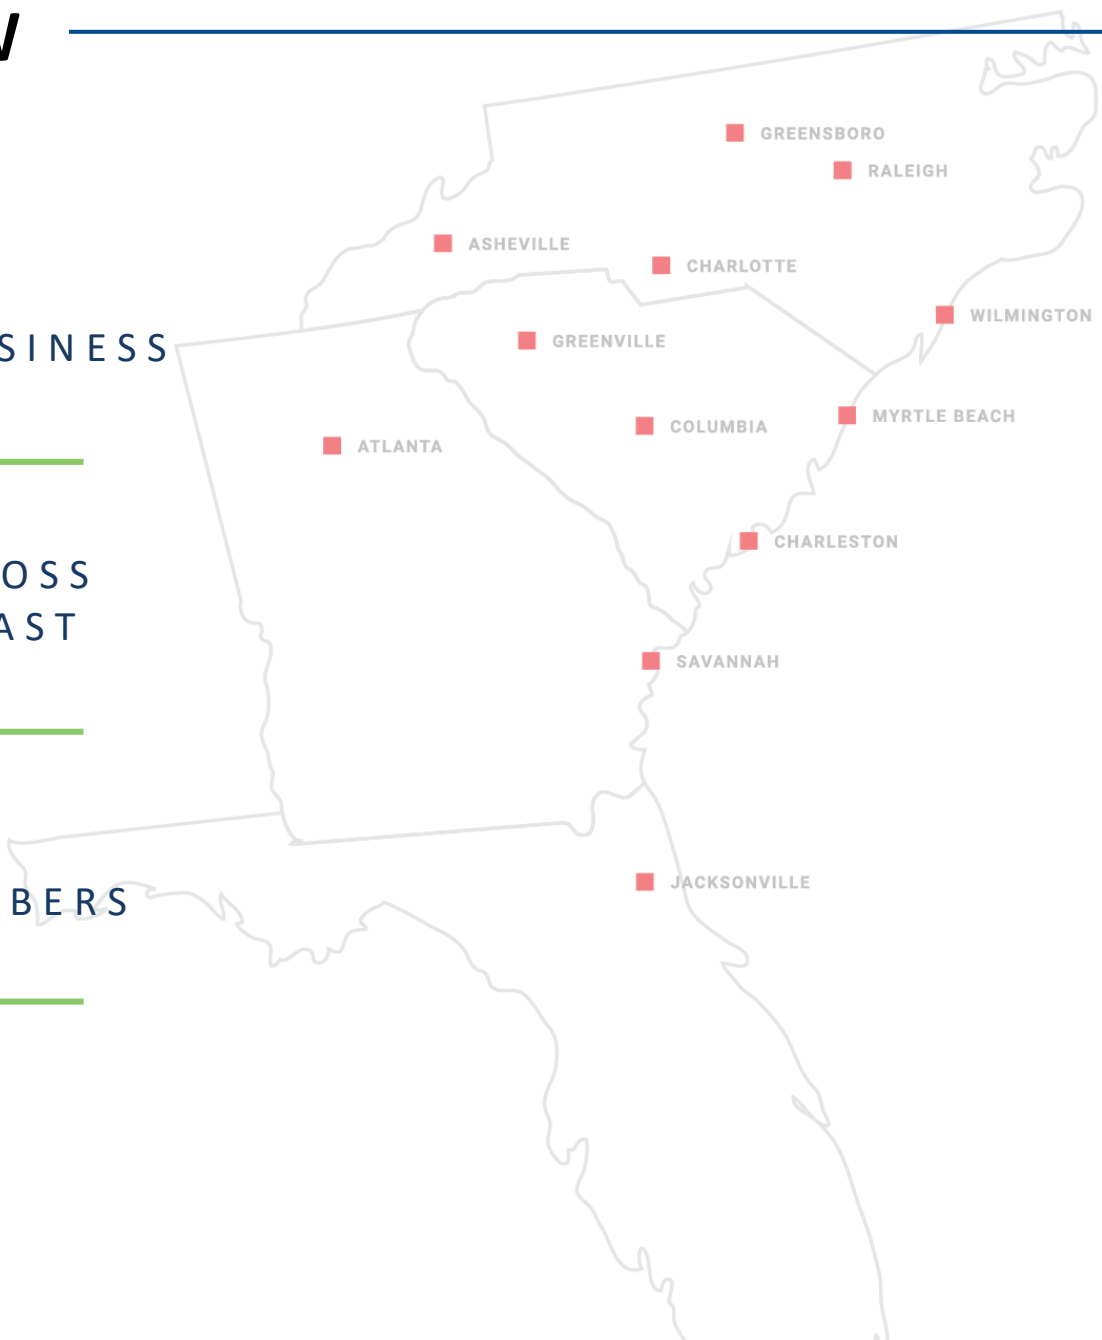 W
GREENSBORO
RALEIGH
ASHEVILLE
CHARLOTTE
WILMINGTON
SINESS
GREENVILLE
MYRTLE BEACH
COLUMBIA
ATLANTA
CHARLESTON
OSS
AST
SAVANNAH
JACKSONVILLE
BERS